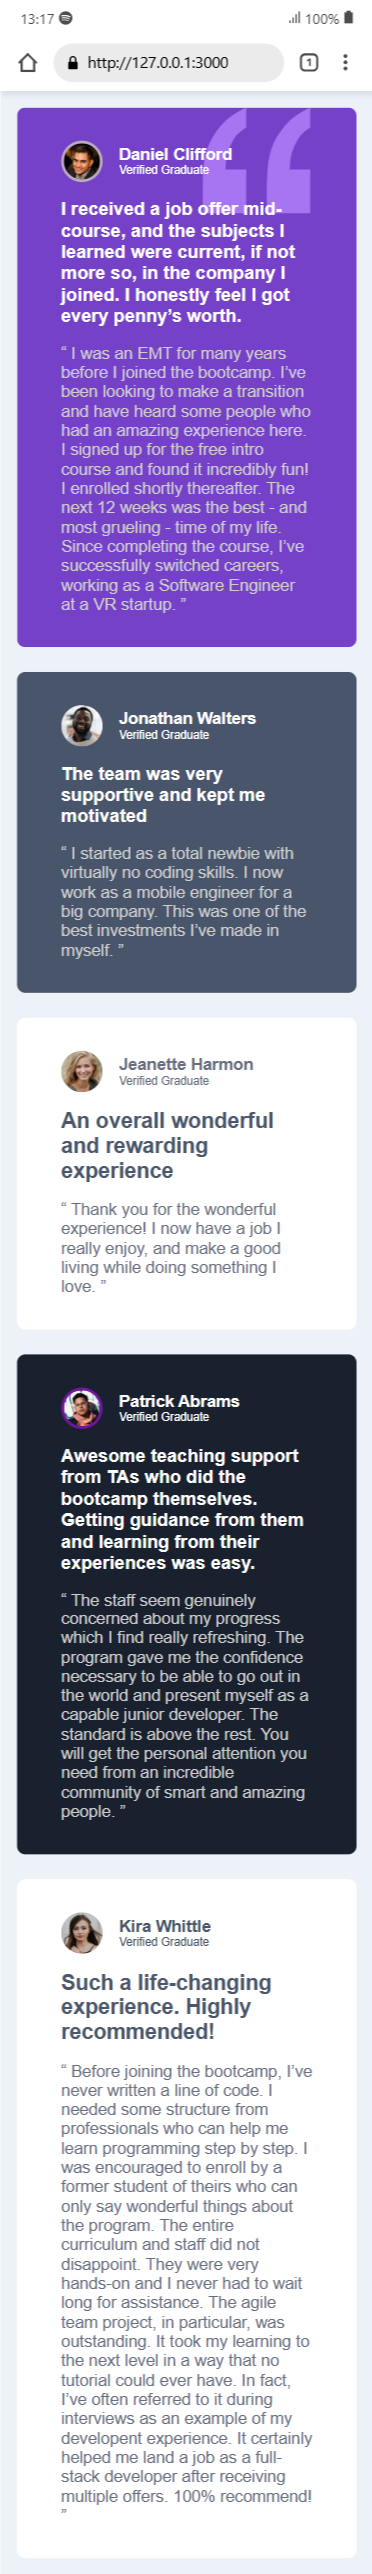 13:17
100%
http://127.0.0.1:3000
1
Daniel Clifford
Verified Graduate
I received a job offer mid-
course, and the subjects I
learned were current, if not
more so, in the company I
joined. I honestly feel I got
every penny’s worth.
“ I was an EMT for many years
before I joined the bootcamp. I’ve
been looking to make a transition
and have heard some people who
had an amazing experience here.
I signed up for the free intro
course and found it incredibly fun!
I enrolled shortly thereafter. The
next 12 weeks was the best - and
most grueling - time of my life.
Since completing the course, I’ve
successfully switched careers,
working as a Software Engineer
at a VR startup. ”
Jonathan Walters
Verified Graduate
The team was very
supportive and kept me
motivated
“ I started as a total newbie with
virtually no coding skills. I now
work as a mobile engineer for a
big company. This was one of the
best investments I’ve made in
myself. ”
Jeanette Harmon
Verified Graduate
An overall wonderful
and rewarding
experience
“ Thank you for the wonderful
experience! I now have a job I
really enjoy, and make a good
living while doing something I
love. ”
Patrick Abrams
Verified Graduate
Awesome teaching support
from TAs who did the
bootcamp themselves.
Getting guidance from them
and learning from their
experiences was easy.
“ The staff seem genuinely
concerned about my progress
which I find really refreshing. The
program gave me the confidence
necessary to be able to go out in
the world and present myself as a
capable junior developer. The
standard is above the rest. You
will get the personal attention you
need from an incredible
community of smart and amazing
people. ”
Kira Whittle
Verified Graduate
Such a life-changing
experience. Highly
recommended!
“ Before joining the bootcamp, I’ve
never written a line of code. I
needed some structure from
professionals who can help me
learn programming step by step. I
was encouraged to enroll by a
former student of theirs who can
only say wonderful things about
the program. The entire
curriculum and staff did not
disappoint. They were very
hands-on and I never had to wait
long for assistance. The agile
team project, in particular, was
outstanding. It took my learning to
the next level in a way that no
tutorial could ever have. In fact,
I’ve often referred to it during
interviews as an example of my
developent experience. It certainly
helped me land a job as a full-
stack developer after receiving
multiple offers. 100% recommend!
”